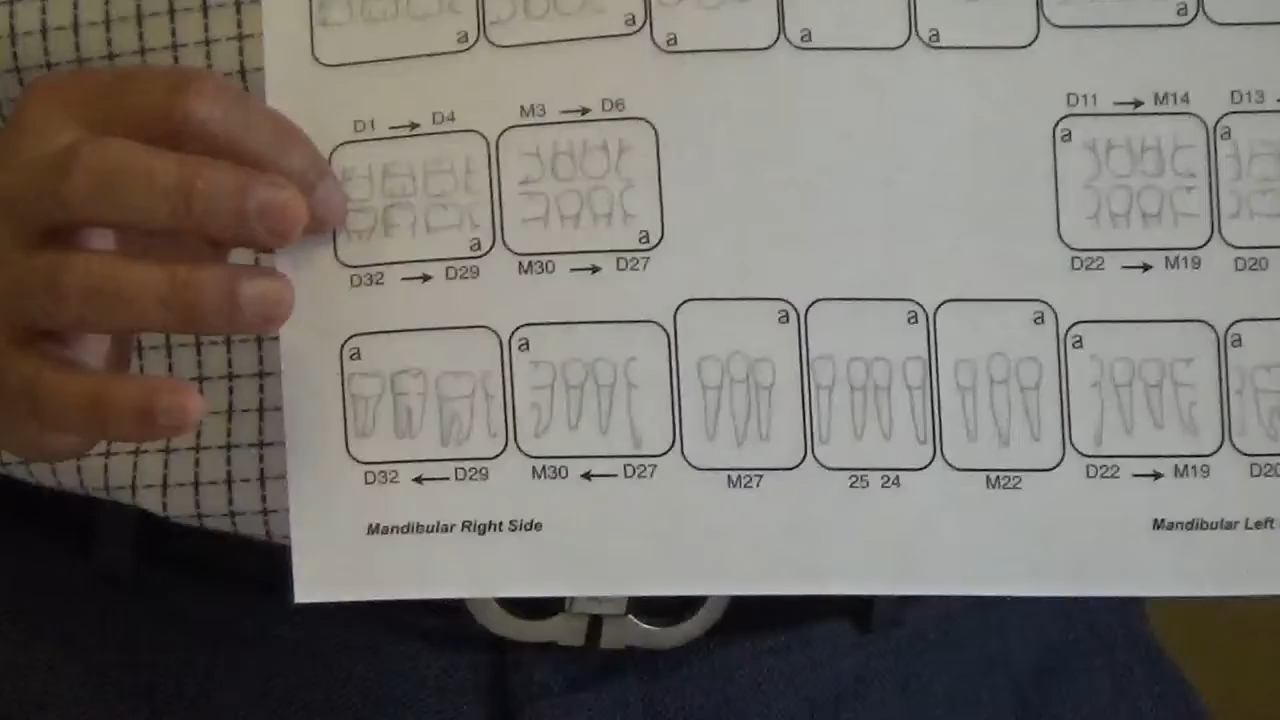 a a a a a a
D1 → D4 M3 → D6 D11 → M14 D13
a a a a
D32 → D29 M30 → D27 D22 → M19 D20
a a a a a a a
D32 ← D29 M30 ← D27 M27 25 24 M22 D22 → M19 D20
Mandibular Right Side Mandibular Left